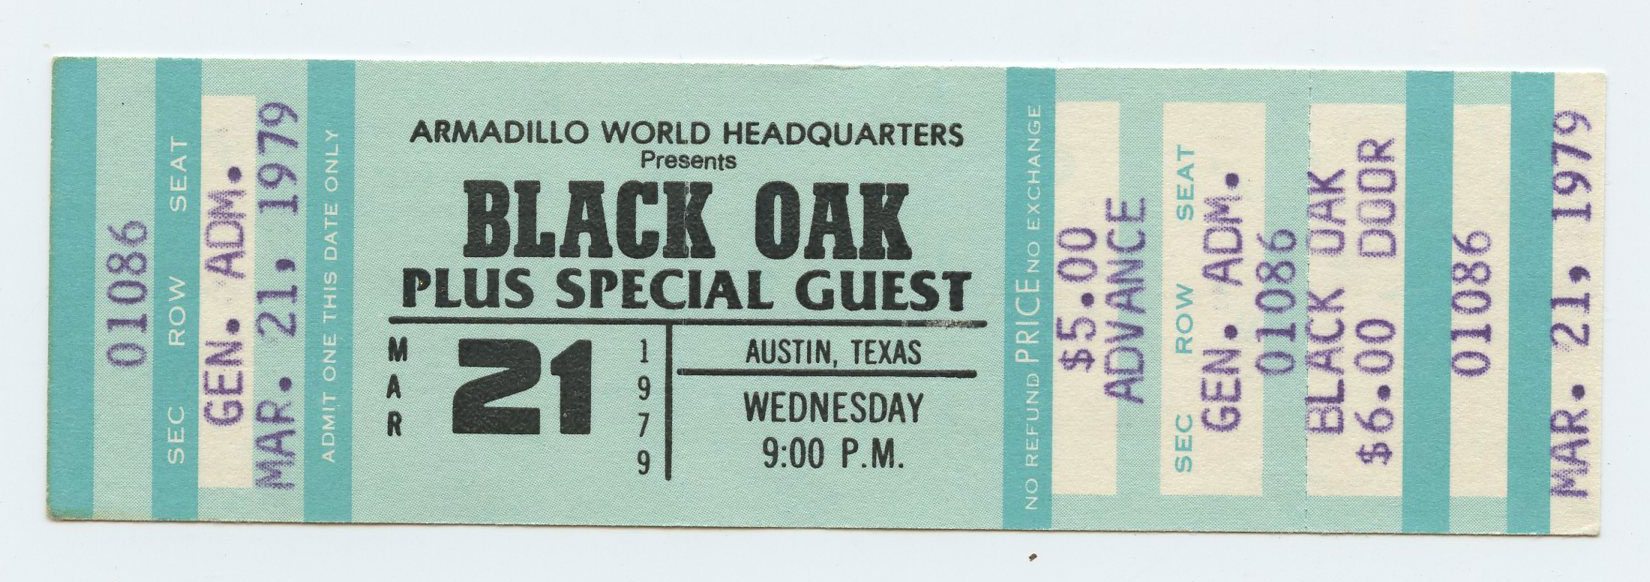 01086
SEC ROW SEAT
GEN. ADM.
MAR. 21, 1979
ADMIT ONE THIS DATE ONLY
ARMADILLO WORLD HEADQUARTERS
Presents
BLACK OAK
PLUS SPECIAL GUEST
MAR
21
1979
AUSTIN, TEXAS
WEDNESDAY
9:00 P.M.
NO REFUND PRICE NO EXCHANGE
$5.00
ADVANCE
SEC ROW SEAT
GEN. ADM.
01086
BLACK OAK
$6.00 DOOR
01086
MAR. 21, 1979